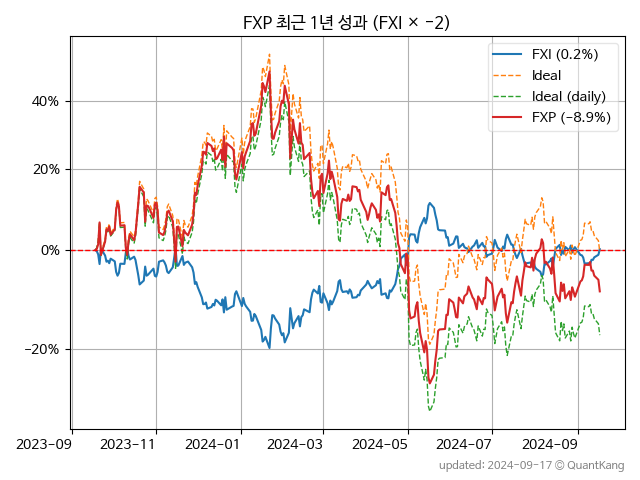 FXP 최근 1년 성과 (FXI × −2)
FXI (0.2%)
Ideal
Ideal (daily)
FXP (−8.9%)
40%
20%
0%
−20%
2023-09
2023-11
2024-01
2024-03
2024-05
2024-07
2024-09
updated: 2024-09-17 © QuantKang